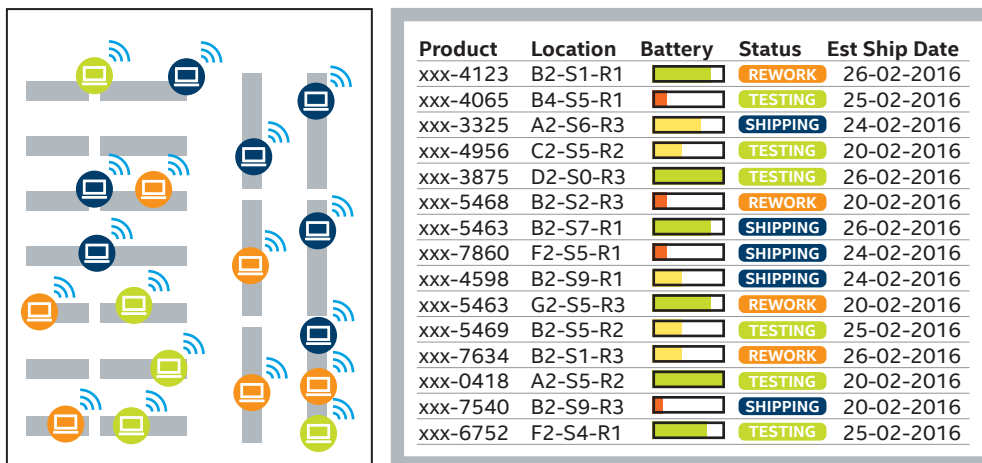 Product Location Battery Status Est Ship Date
xxx-4123 B2-S1-R1 REWORK 26-02-2016
xxx-4065 B4-S5-R1 TESTING 25-02-2016
xxx-3325 A2-S6-R3 SHIPPING 24-02-2016
xxx-4956 C2-S5-R2 TESTING 20-02-2016
xxx-3875 D2-S0-R3 TESTING 26-02-2016
xxx-5468 B2-S2-R3 REWORK 20-02-2016
xxx-5463 B2-S7-R1 SHIPPING 26-02-2016
xxx-7860 F2-S5-R1 SHIPPING 24-02-2016
xxx-4598 B2-S9-R1 SHIPPING 24-02-2016
xxx-5463 G2-S5-R3 REWORK 20-02-2016
xxx-5469 B2-S5-R2 TESTING 25-02-2016
xxx-7634 B2-S1-R3 REWORK 26-02-2016
xxx-0418 A2-S5-R2 TESTING 20-02-2016
xxx-7540 B2-S9-R3 SHIPPING 20-02-2016
xxx-6752 F2-S4-R1 TESTING 25-02-2016